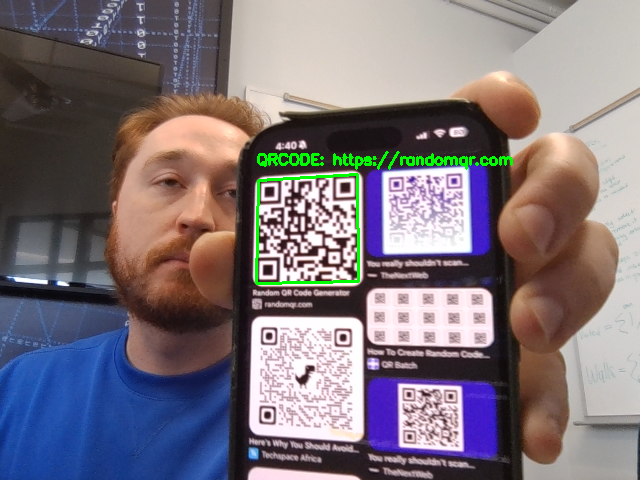 4:40
80
QRCODE: https://randomqr.com
Random QR Code Generator
randomqr.com
You really shouldn't scan...
TheNextWeb
How To Create Random Code...
QR Batch
Here's Why You Should Avoid...
Techspace Africa
You really shouldn't scan...
TheNextWeb